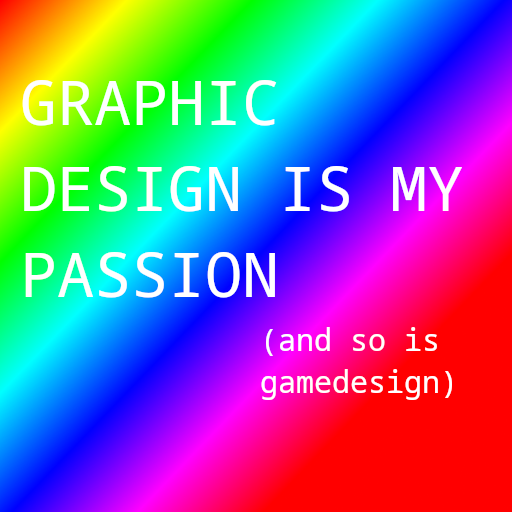 GRAPHIC
DESIGN IS MY
PASSION
(and so is
gamedesign)